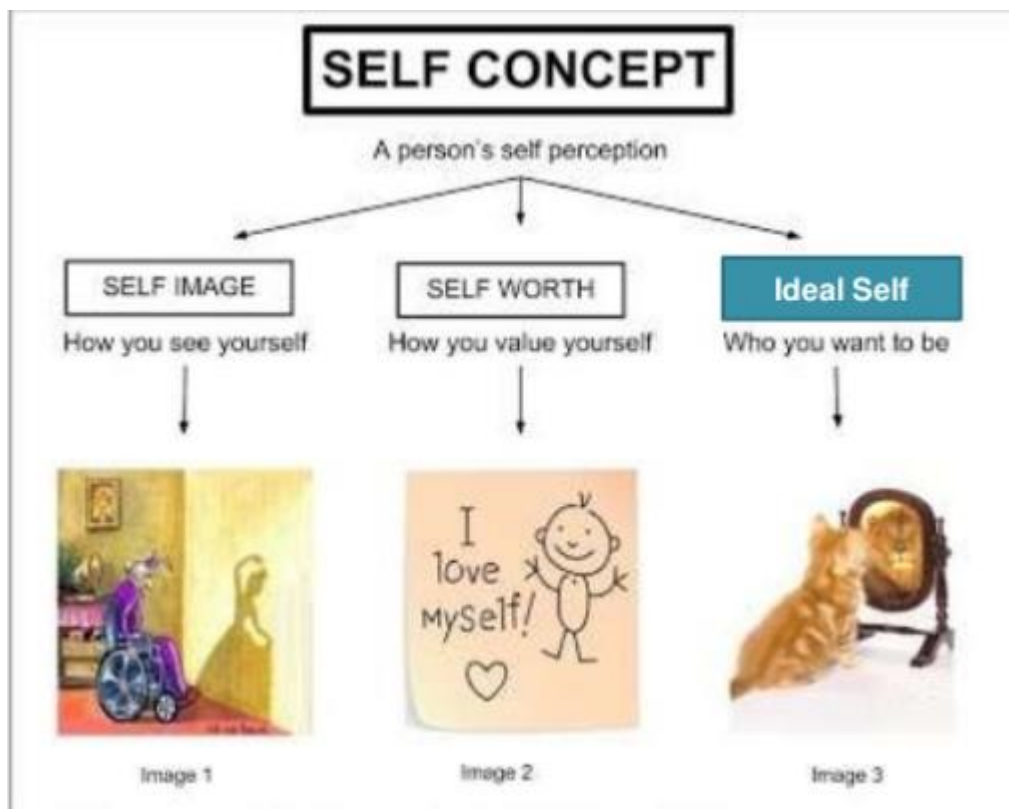 SELF CONCEPT
A person's self perception
SELF IMAGE
How you see yourself
SELF WORTH
How you value yourself
Ideal Self
Who you want to be
I
love
myself!
Image 1
Image 2
Image 3